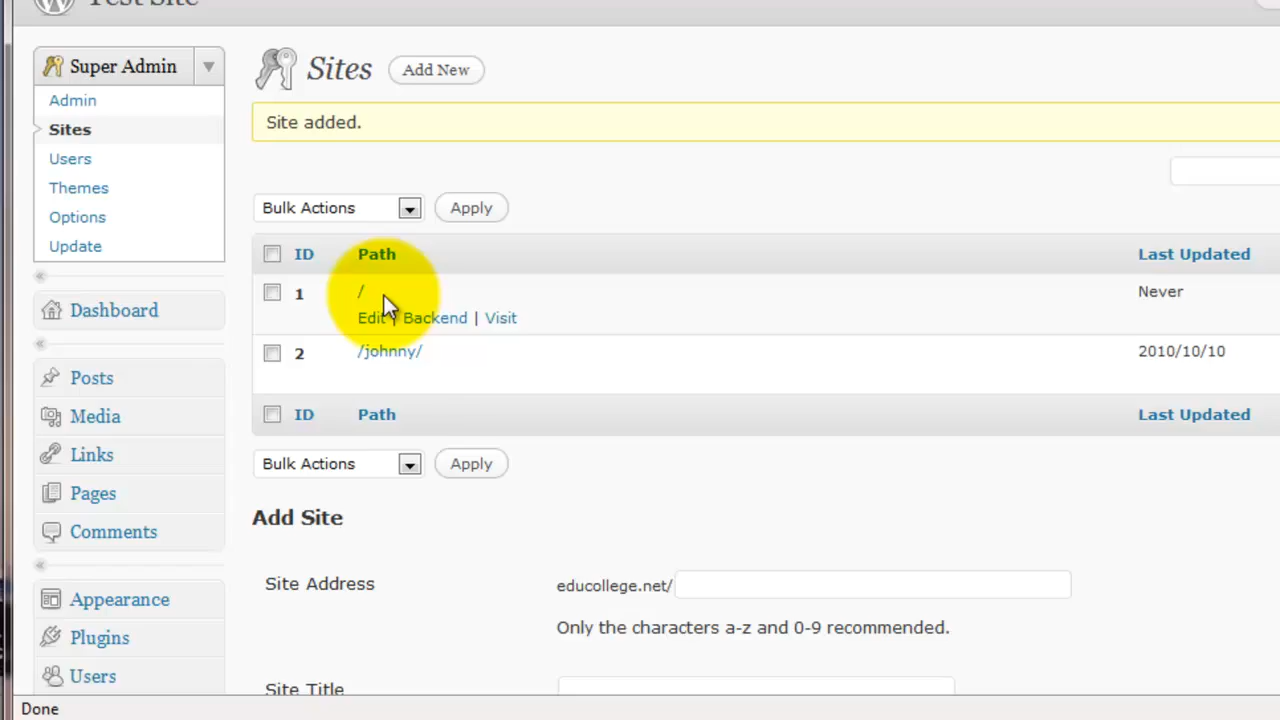 Test Site
Super Admin
Admin
Sites
Users
Themes
Options
Update
Dashboard
Posts
Media
Links
Pages
Comments
Appearance
Plugins
Users
Sites Add New
Site added.
Bulk Actions Apply
ID Path Last Updated
1 / Never
Edit | Backend | Visit
2 /johnny/ 2010/10/10
ID Path Last Updated
Bulk Actions Apply
Add Site
Site Address educollege.net/
Only the characters a-z and 0-9 recommended.
Site Title
Done